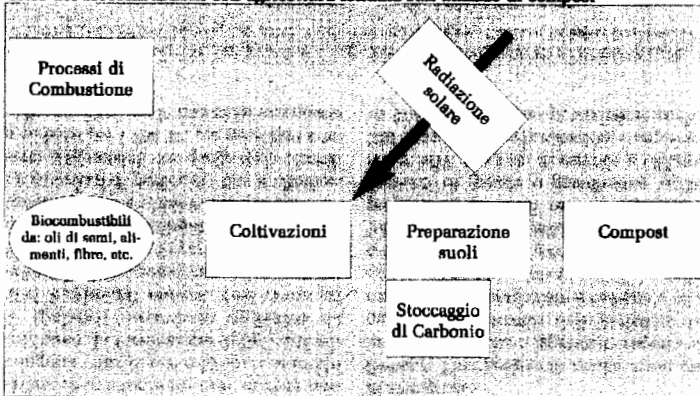 Processi di
Combustione
Radiazione
solare
Biocombustibili
da: oli di semi, ali-
menti, fibre, etc.
Coltivazioni
Preparazione
suoli
Compost
Stoccaggio
di Carbonio